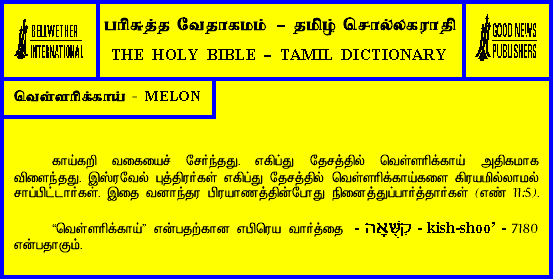 BELLWETHER
INTERNATIONAL
பரிசுத்த வேதாகமம் – தமிழ் சொல்லகராதி
THE HOLY BIBLE – TAMIL DICTIONARY
GOOD NEWS
PUBLISHERS
வெள்ளரிக்காய் - MELON
காய்கறி வகையைச் சேர்ந்தது. எகிப்து தேசத்தில் வெள்ளரிக்காய் அதிகமாக
விளைந்தது. இஸ்ரவேல் புத்திரர்கள் எகிப்து தேசத்தில் வெள்ளரிக்காய்களை கிரயமில்லாமல்
சாப்பிட்டார்கள். இதை வனாந்தர பிரயாணத்தின்போது நினைத்துப்பார்த்தார்கள் (எண் 11:5).
“வெள்ளரிக்காய்” என்பதற்கான எபிரெய வார்த்தை - קִשֻּׁאָה - kish-shoo’ - 7180
என்பதாகும்.